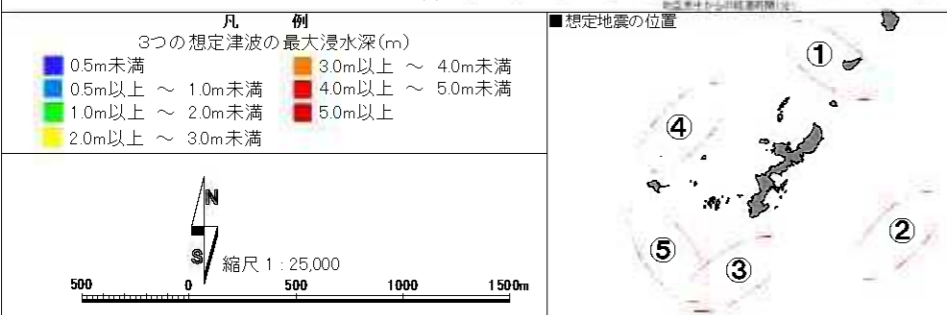 凡 例
3つの想定津波の最大浸水深(m)
0.5m未満
0.5m以上 ～ 1.0m未満
1.0m以上 ～ 2.0m未満
2.0m以上 ～ 3.0m未満
3.0m以上 ～ 4.0m未満
4.0m以上 ～ 5.0m未満
5.0m以上
N
S
縮尺 1：25,000
500 0 500 1000 1500m
■想定地震の位置
①
④
②
⑤
③